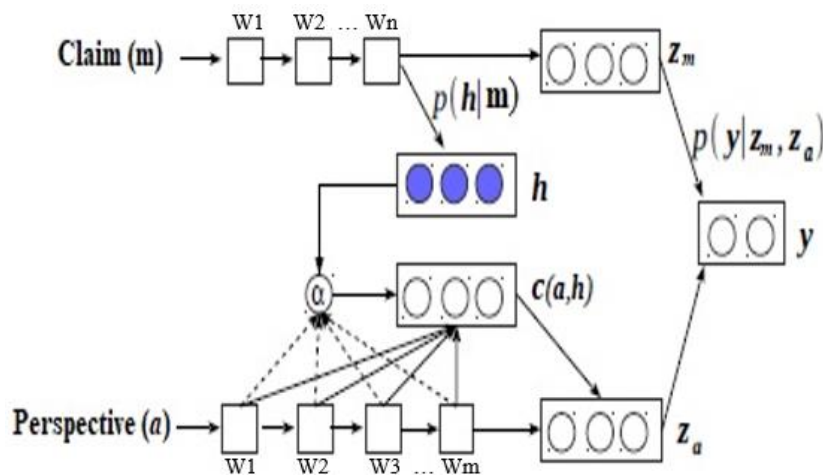 W1 W2 ... Wn
Claim (m)
z_m
p(h|m)
p(y|z_m, z_a)
h
y
α
c(a,h)
Perspective (a)
z_a
W1 W2 W3 ... Wm